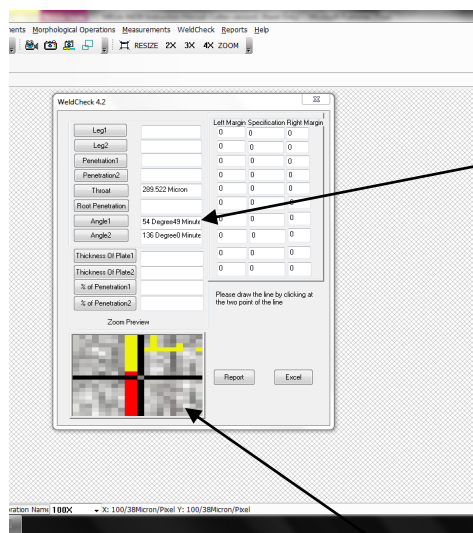 ments Morphological Operations Measurements WeldCheck Reports Help
RESIZE 2X 3X 4X ZOOM
WeldCheck 4.2
Left Margin Specification Right Margin
Leg1 0 0 0
Leg2 0 0 0
Penetration1 0 0 0
Penetration2 0 0 0
Throat 289.522 Micron 0 0 0
Root Penetration 0 0 0
Angle1 54 Degree49 Minute 0 0 0
Angle2 136 Degree0 Minute 0 0 0
Thickness Of Plate1 0 0 0
Thickness Of Plate2 0 0 0
% of Penetration1
% of Penetration2
Please draw the line by clicking at
the two point of the line
Zoom Preview
Report Excel
oration Name 100X X: 100/38Micron/Pixel Y: 100/38Micron/Pixel